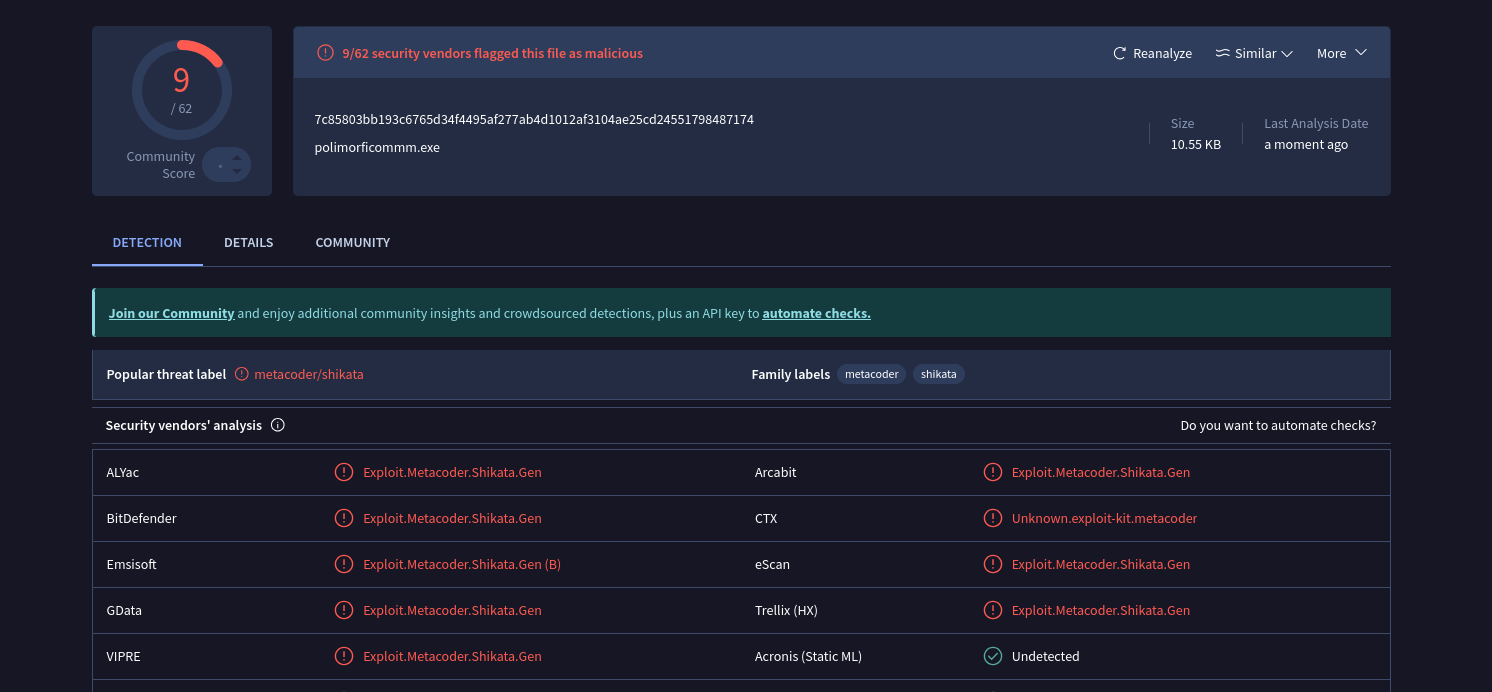 9
/ 62
Community
Score
9/62 security vendors flagged this file as malicious
Reanalyze
Similar
More
7c85803bb193c6765d34f4495af277ab4d1012af3104ae25cd24551798487174
polimorficommm.exe
Size
10.55 KB
Last Analysis Date
a moment ago
DETECTION
DETAILS
COMMUNITY
Join our Community and enjoy additional community insights and crowdsourced detections, plus an API key to automate checks.
Popular threat label metacoder/shikata
Family labels metacoder shikata
Security vendors' analysis
Do you want to automate checks?
ALYac Exploit.Metacoder.Shikata.Gen Arcabit Exploit.Metacoder.Shikata.Gen
BitDefender Exploit.Metacoder.Shikata.Gen CTX Unknown.exploit-kit.metacoder
Emsisoft Exploit.Metacoder.Shikata.Gen (B) eScan Exploit.Metacoder.Shikata.Gen
GData Exploit.Metacoder.Shikata.Gen Trellix (HX) Exploit.Metacoder.Shikata.Gen
VIPRE Exploit.Metacoder.Shikata.Gen Acronis (Static ML) Undetected